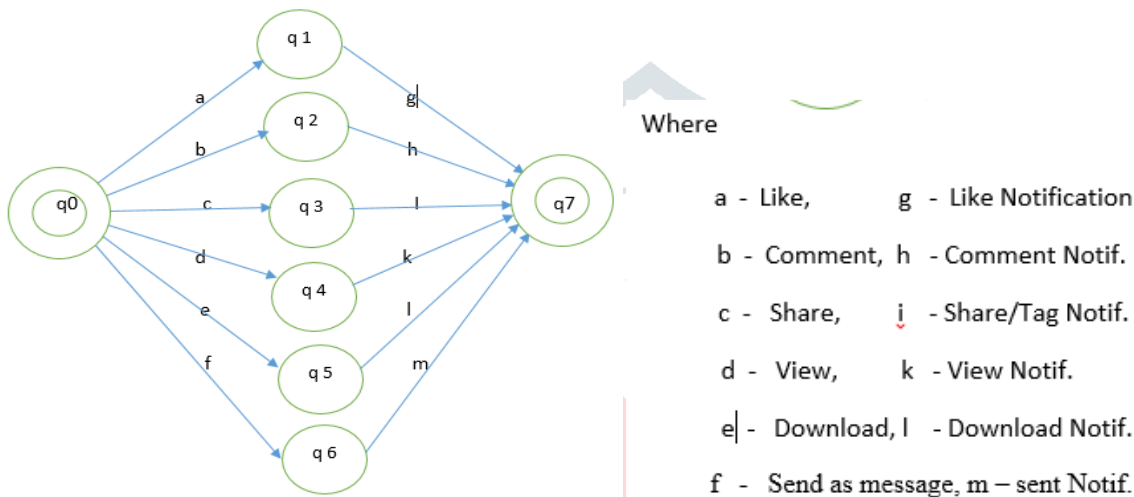 q 1
a
g
q 2
b
h
q0
c
q 3
l
q7
d
k
q 4
e
l
q 5
f
m
q 6
Where
a - Like, g - Like Notification
b - Comment, h - Comment Notif.
c - Share, i - Share/Tag Notif.
d - View, k - View Notif.
e - Download, l - Download Notif.
f - Send as message, m – sent Notif.